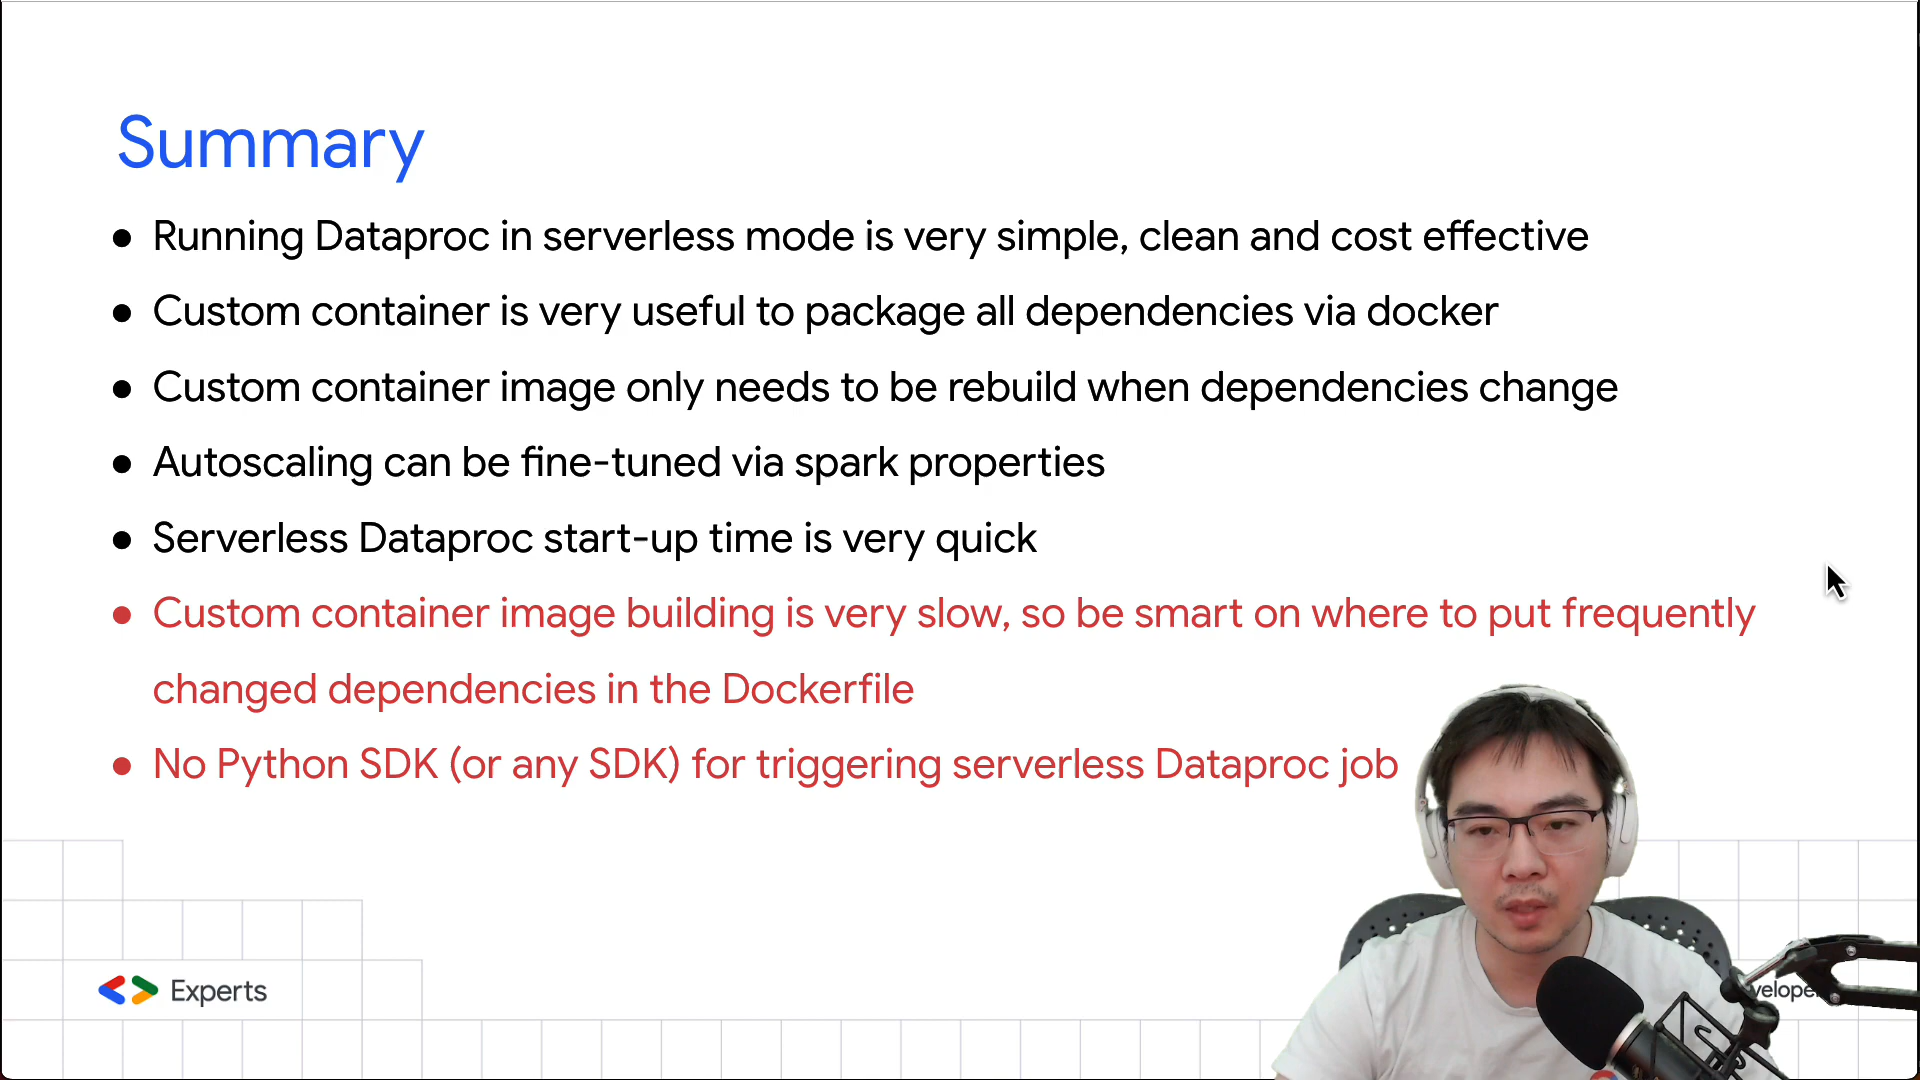 Summary
● Running Dataproc in serverless mode is very simple, clean and cost effective
● Custom container is very useful to package all dependencies via docker
● Custom container image only needs to be rebuild when dependencies change
● Autoscaling can be fine-tuned via spark properties
● Serverless Dataproc start-up time is very quick
● Custom container image building is very slow, so be smart on where to put frequently
changed dependencies in the Dockerfile
● No Python SDK (or any SDK) for triggering serverless Dataproc job
Experts